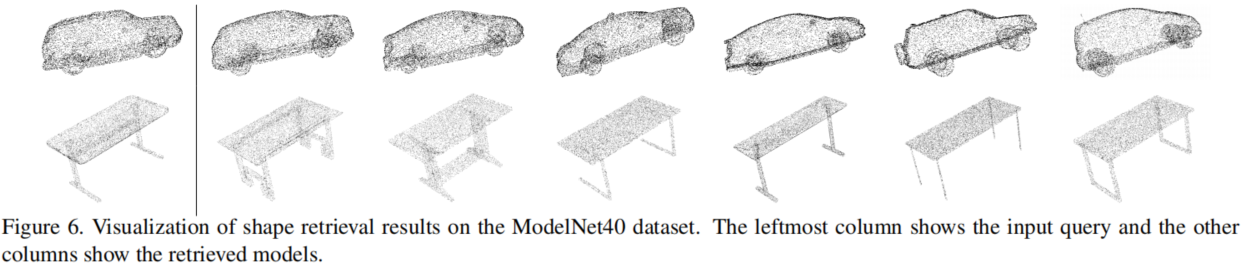 Figure 6. Visualization of shape retrieval results on the ModelNet40 dataset. The leftmost column shows the input query and the other
columns show the retrieved models.